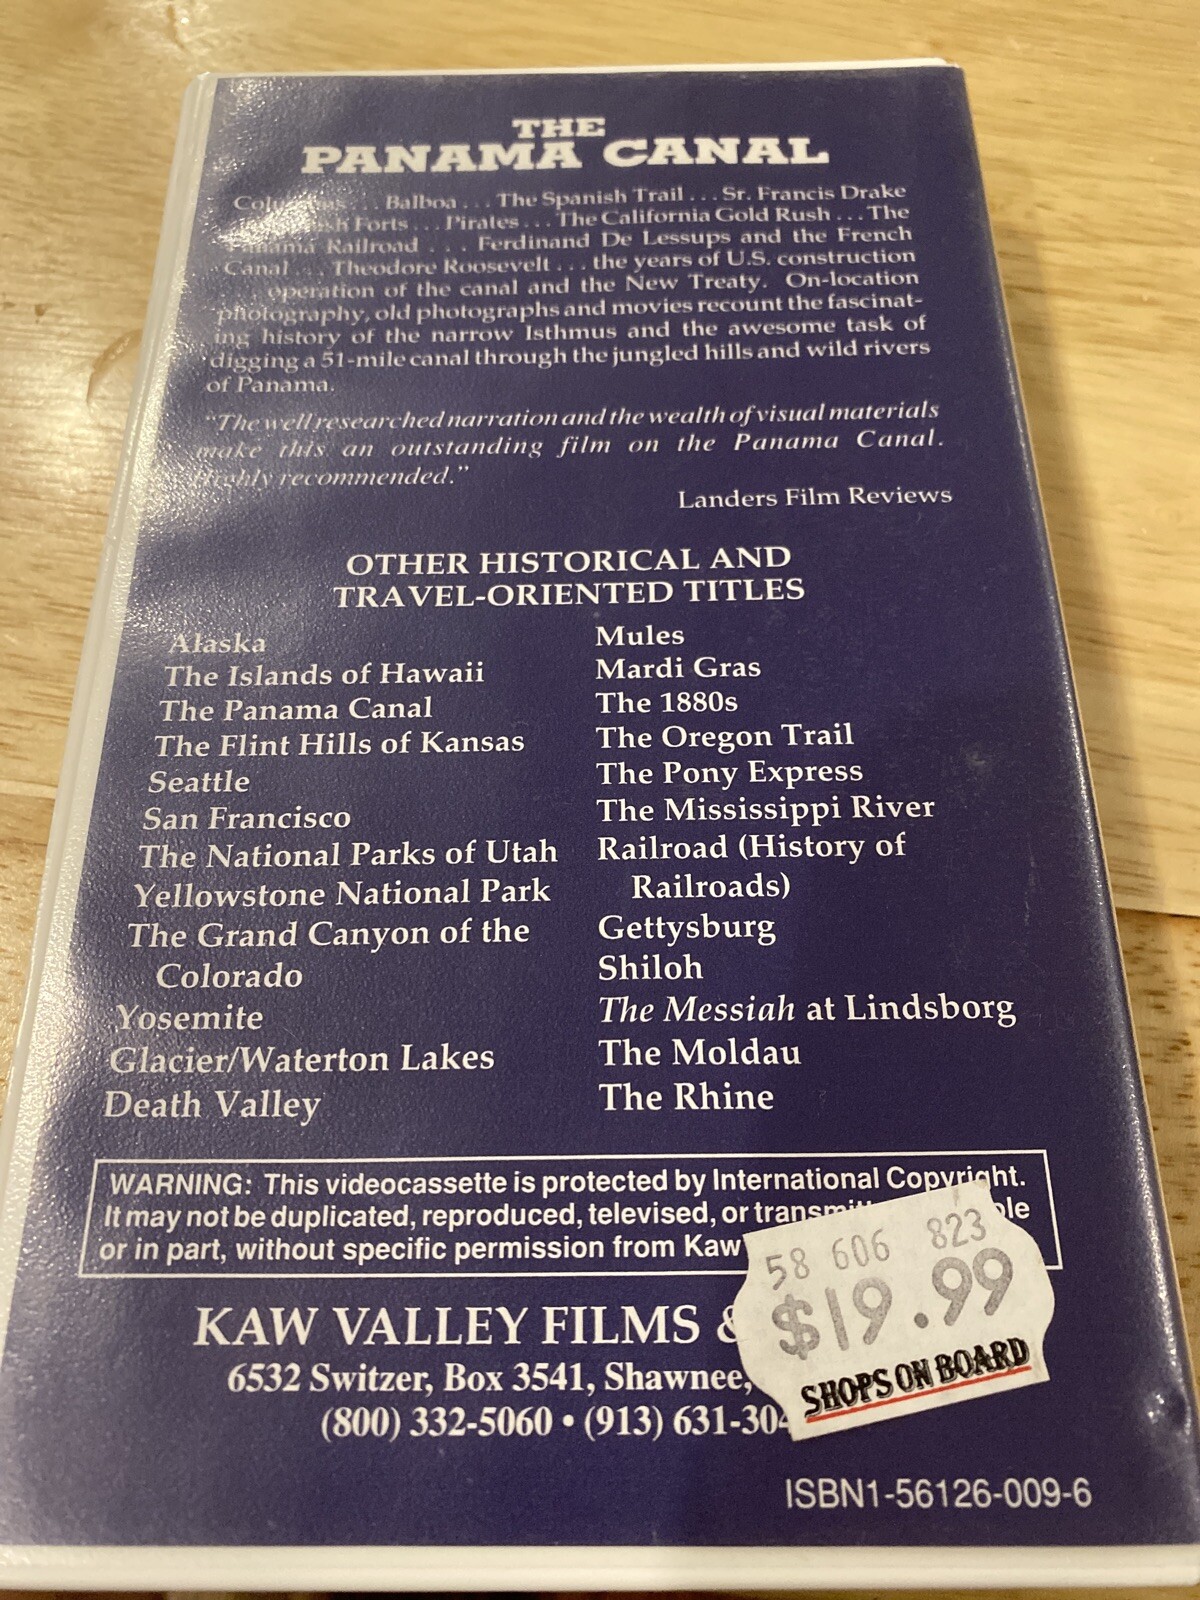 THE
PANAMA CANAL
Balboa . . . The Spanish Trail . . . Sr. Francis Drake
Forts . . . Pirates . . . The California Gold Rush . . . The
Railroad . . . Ferdinand De Lessups and the French
Canal . . . Theodore Roosevelt . . . the years of U.S. construction
. . . operation of the canal and the New Treaty. On-location
photography, old photographs and movies recount the fascinat-
ing history of the narrow Isthmus and the awesome task of
digging a 51-mile canal through the jungled hills and wild rivers
of Panama.
“The well researched narration and the wealth of visual materials
make this an outstanding film on the Panama Canal.
Highly recommended.”
Landers Film Reviews
OTHER HISTORICAL AND
TRAVEL-ORIENTED TITLES
Alaska
The Islands of Hawaii
The Panama Canal
The Flint Hills of Kansas
Seattle
San Francisco
The National Parks of Utah
Yellowstone National Park
The Grand Canyon of the
Colorado
Yosemite
Glacier/Waterton Lakes
Death Valley
Mules
Mardi Gras
The 1880s
The Oregon Trail
The Pony Express
The Mississippi River
Railroad (History of
Railroads)
Gettysburg
Shiloh
The Messiah at Lindsborg
The Moldau
The Rhine
WARNING: This videocassette is protected by International Copyright.
It may not be duplicated, reproduced, televised, or
or in part, without specific permission from Kaw
KAW VALLEY FILMS &
6532 Switzer, Box 3541, Shawnee,
(800) 332-5060 • (913) 631-304
58 606 823
$19.99
SHOPS ON BOARD
ISBN1-56126-009-6